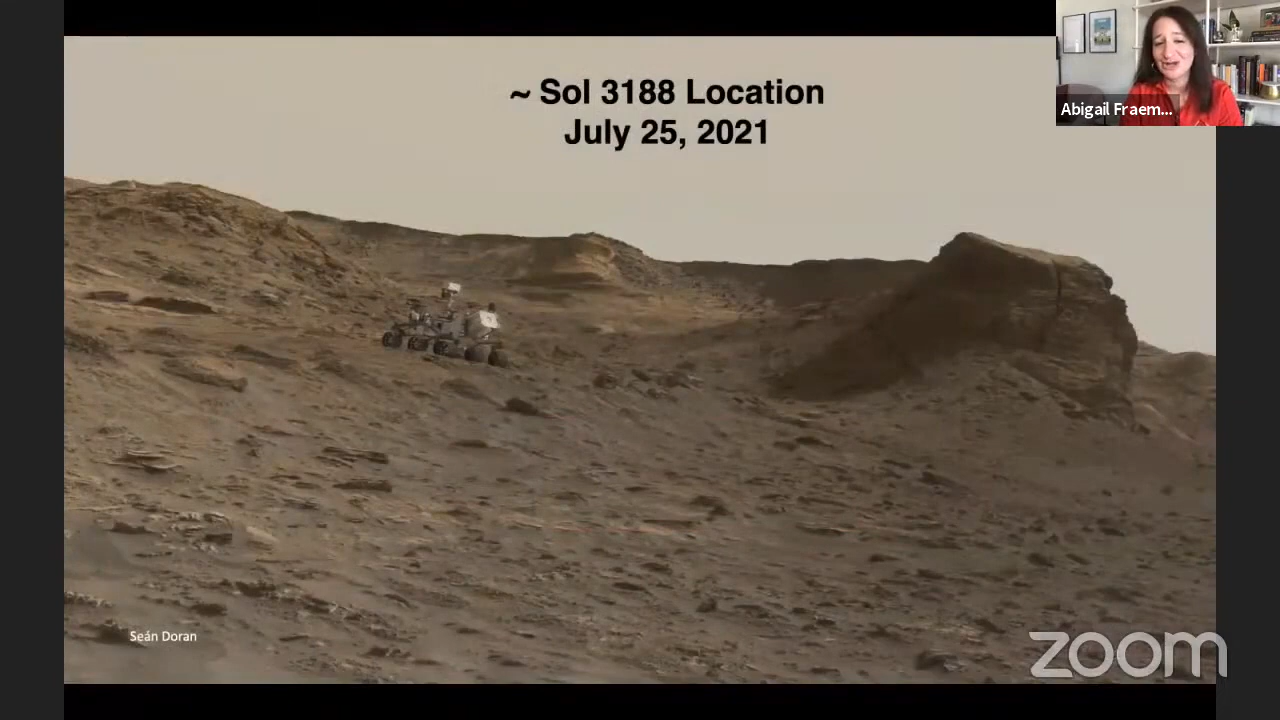 ~ Sol 3188 Location
July 25, 2021
Abigail Fraem...
Seán Doran
zoom